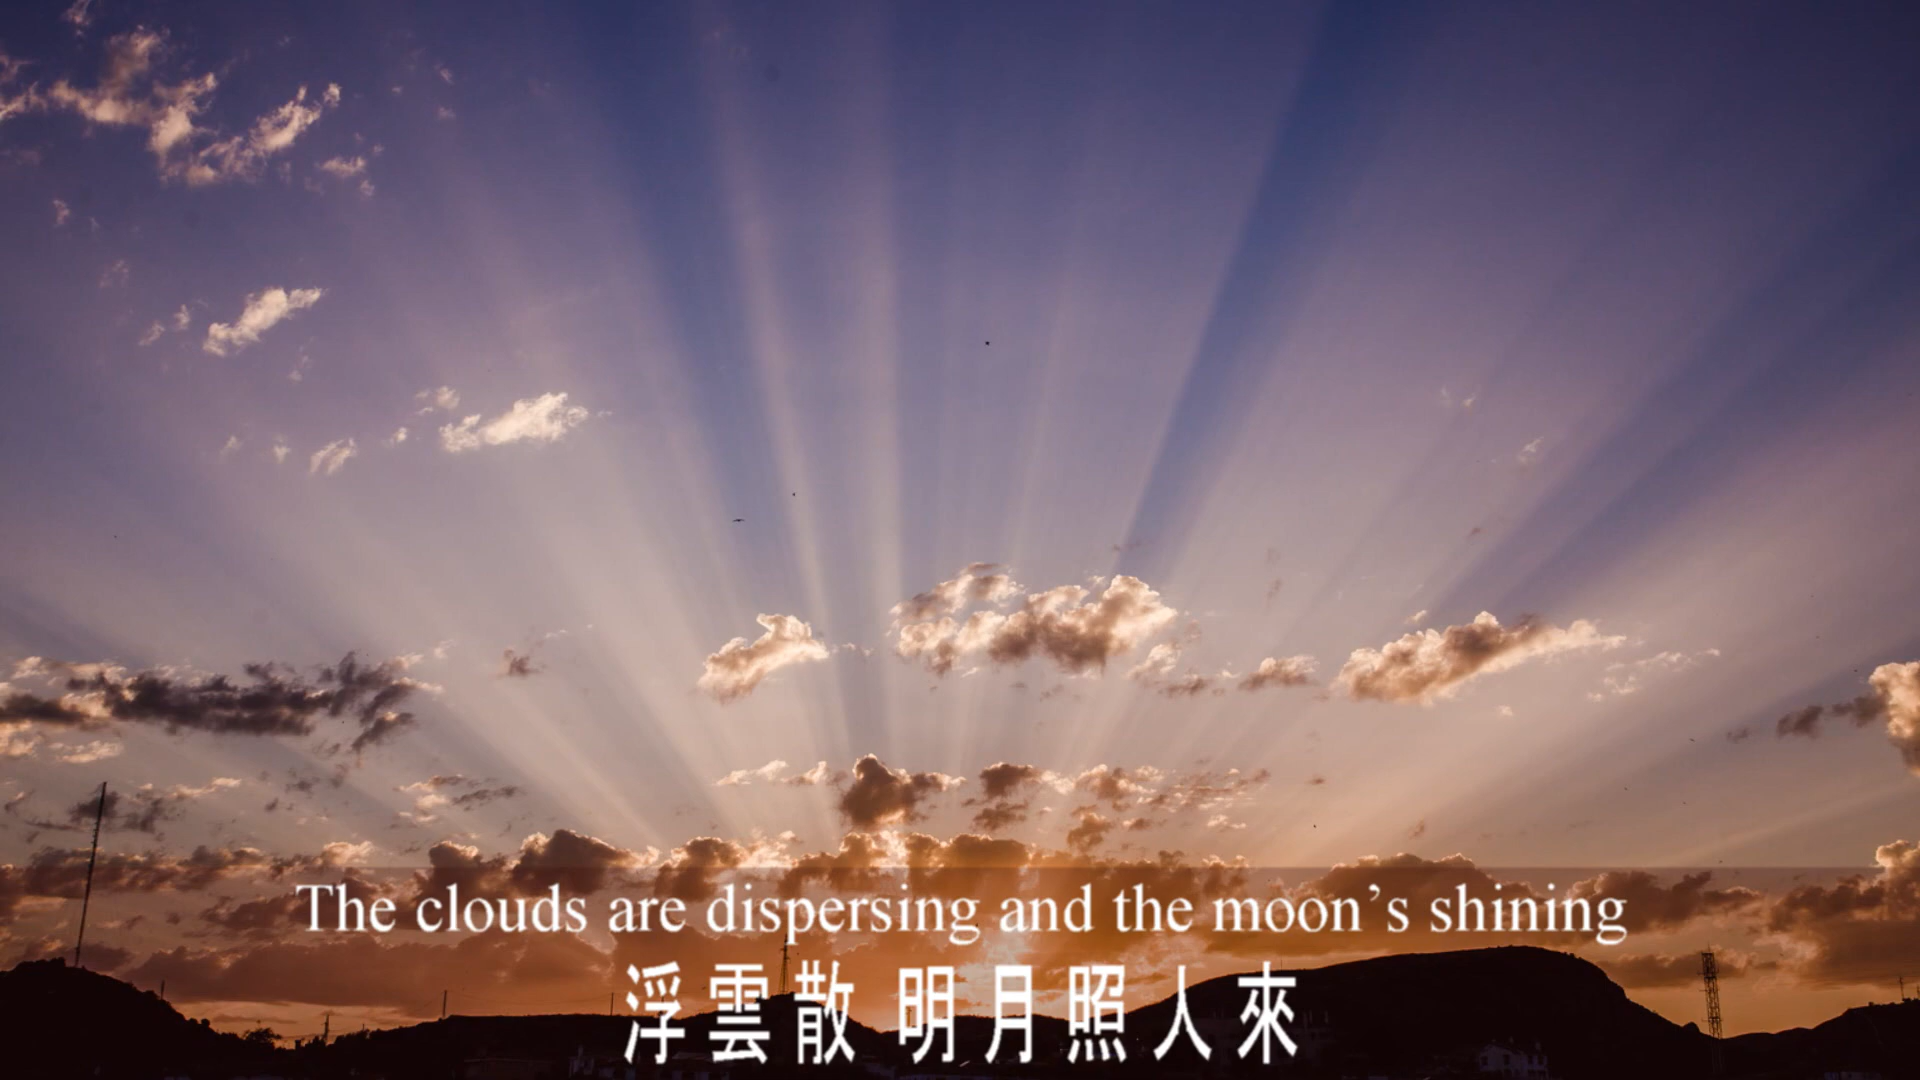 The clouds are dispersing and the moon’s shining
浮雲散 明月照人來